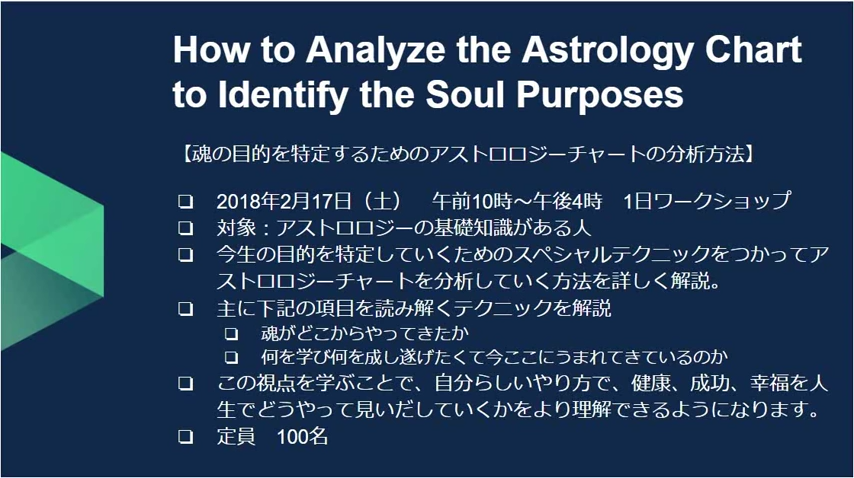 How to Analyze the Astrology Chart
to Identify the Soul Purposes
【魂の目的を特定するためのアストロロジーチャートの分析方法】
❏ 2018年2月17日（土） 午前10時～午後4時 1日ワークショップ
❏ 対象：アストロロジーの基礎知識がある人
❏ 今生の目的を特定していくためのスペシャルテクニックをつかってア
ストロロジーチャートを分析していく方法を詳しく解説。
❏ 主に下記の項目を読み解くテクニックを解説
❏ 魂がどこからやってきたか
❏ 何を学び何を成し遂げたくて今ここにうまれてきているのか
❏ この視点を学ぶことで、自分らしいやり方で、健康、成功、幸福を人
生でどうやって見いだしていくかをより理解できるようになります。
❏ 定員 100名